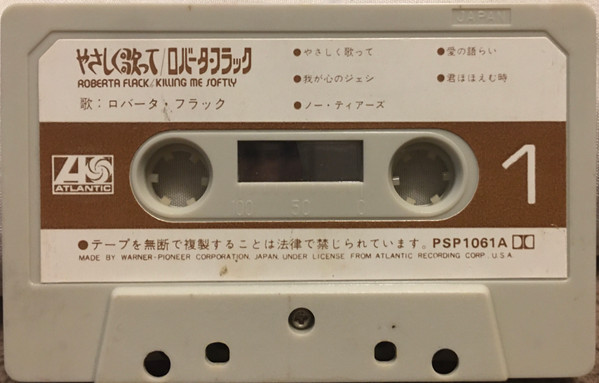 JAPAN
やさしく歌って/ロバータ・フラック
ROBERTA FLACK/KILLING ME SOFTLY
歌：ロバータ・フラック
●やさしく歌って
●我が心のジェシ
●ノー・ティアーズ
●愛の語らい
●君ほほえむ時
ATLANTIC
1
100 50 0
●テープを無断で複製することは法律で禁じられています。PSP1061A
MADE BY WARNER-PIONEER CORPORATION, JAPAN, UNDER LICENSE FROM ATLANTIC RECORDING CORP., U.S.A.